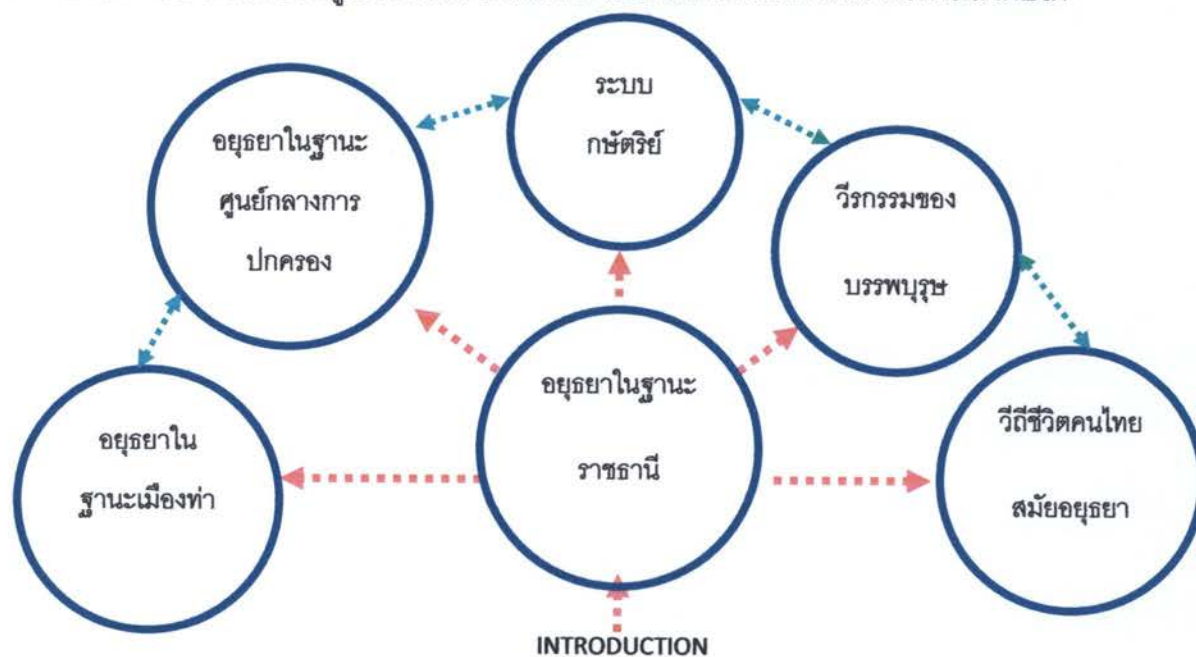 ระบบ
กษัตริย์
อยุธยาในฐานะ
ศูนย์กลางการ
ปกครอง
วีรกรรมของ
บรรพบุรุษ
อยุธยาใน
ฐานะเมืองท่า
อยุธยาในฐานะ
ราชธานี
วิถีชีวิตคนไทย
สมัยอยุธยา
INTRODUCTION